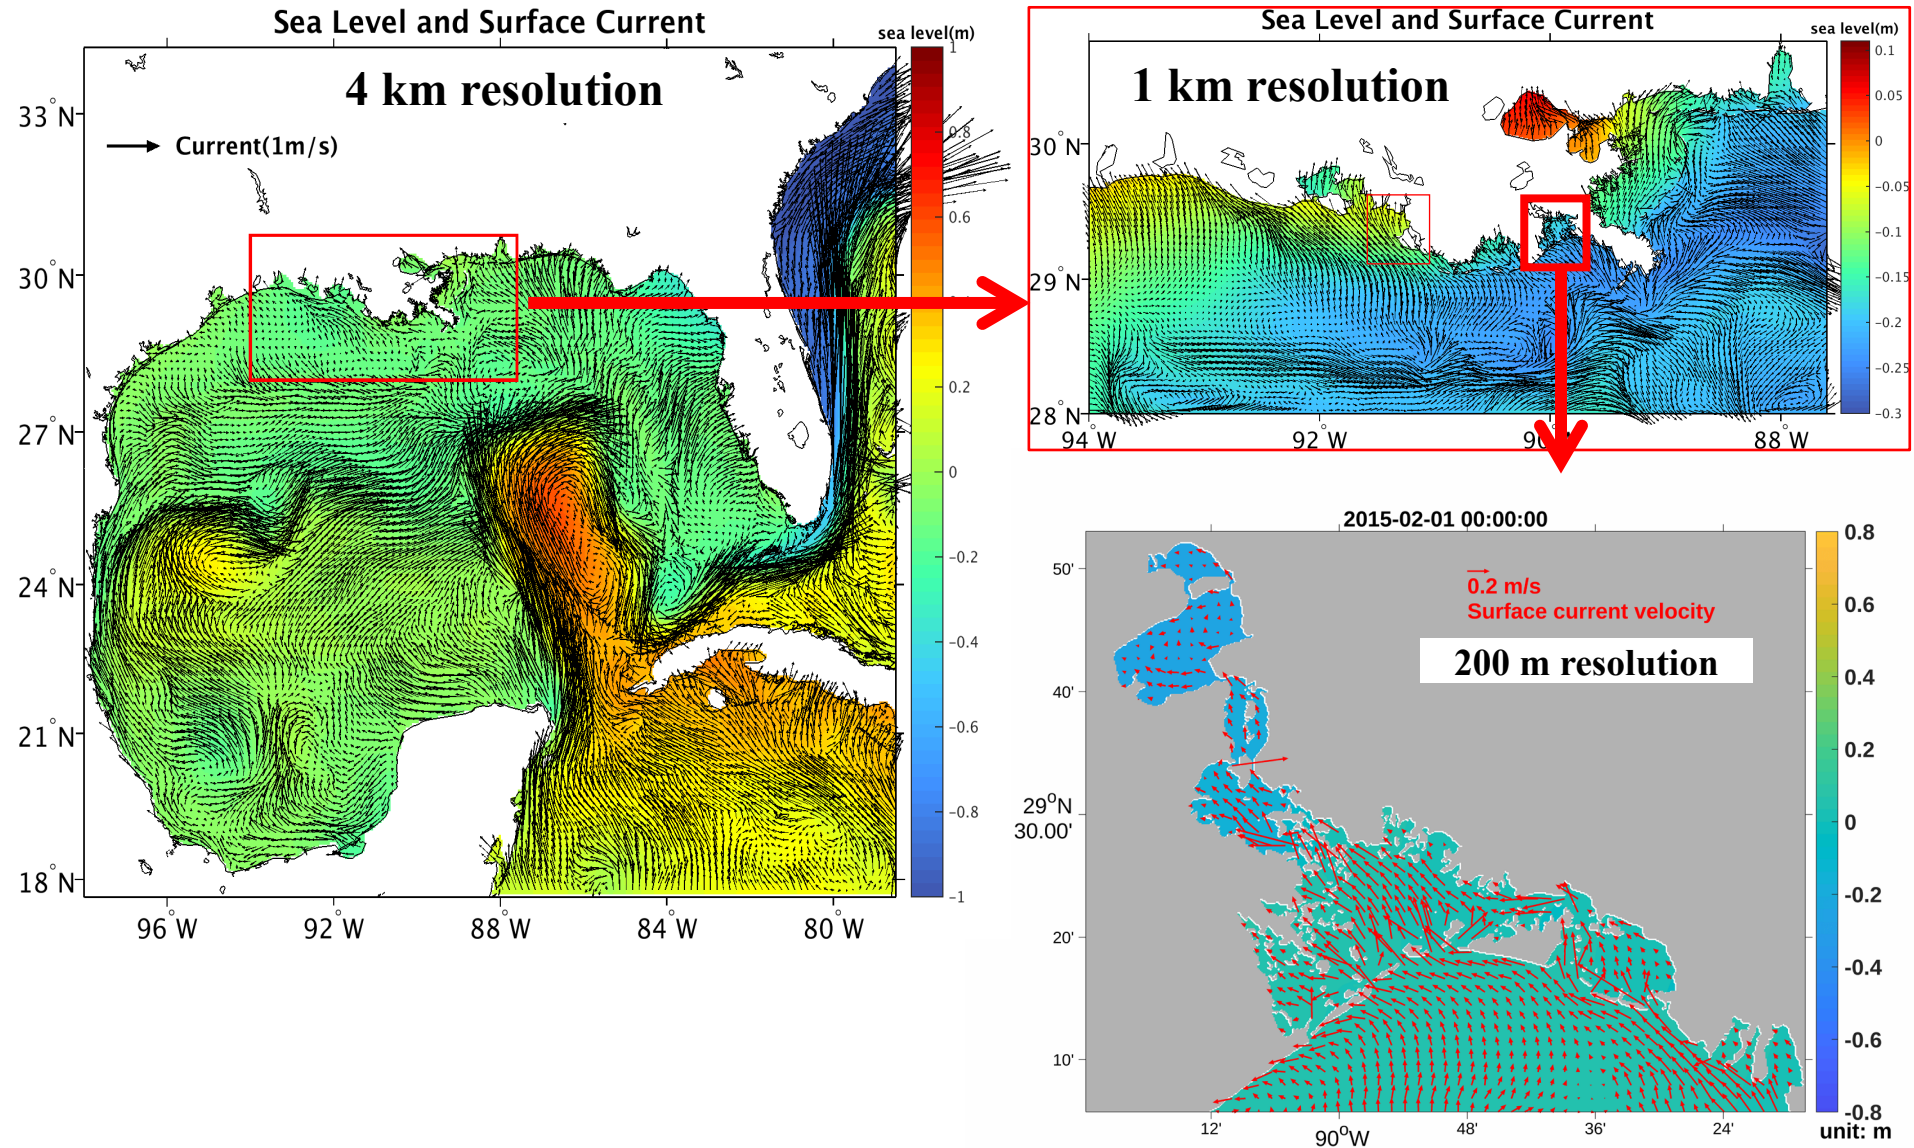 Sea Level and Surface Current
sea level(m)
4 km resolution
Current(1m/s)
33°N
30°N
27°N
24°N
21°N
18°N
96°W
92°W
88°W
84°W
80°W
1
0.8
0.6
0.2
0
−0.2
−0.4
−0.6
−0.8
−1
Sea Level and Surface Current
sea level(m)
1 km resolution
30°N
29°N
28°N
94°W
92°W
88°W
0.1
0.05
0
−0.05
−0.1
−0.15
−0.2
−0.25
−0.3
2015-02-01 00:00:00
0.2 m/s
Surface current velocity
200 m resolution
50'
40'
29°N
30.00'
20'
10'
12'
90°W
48'
36'
24'
0.8
0.6
0.4
0.2
0
-0.2
-0.4
-0.6
-0.8
unit: m